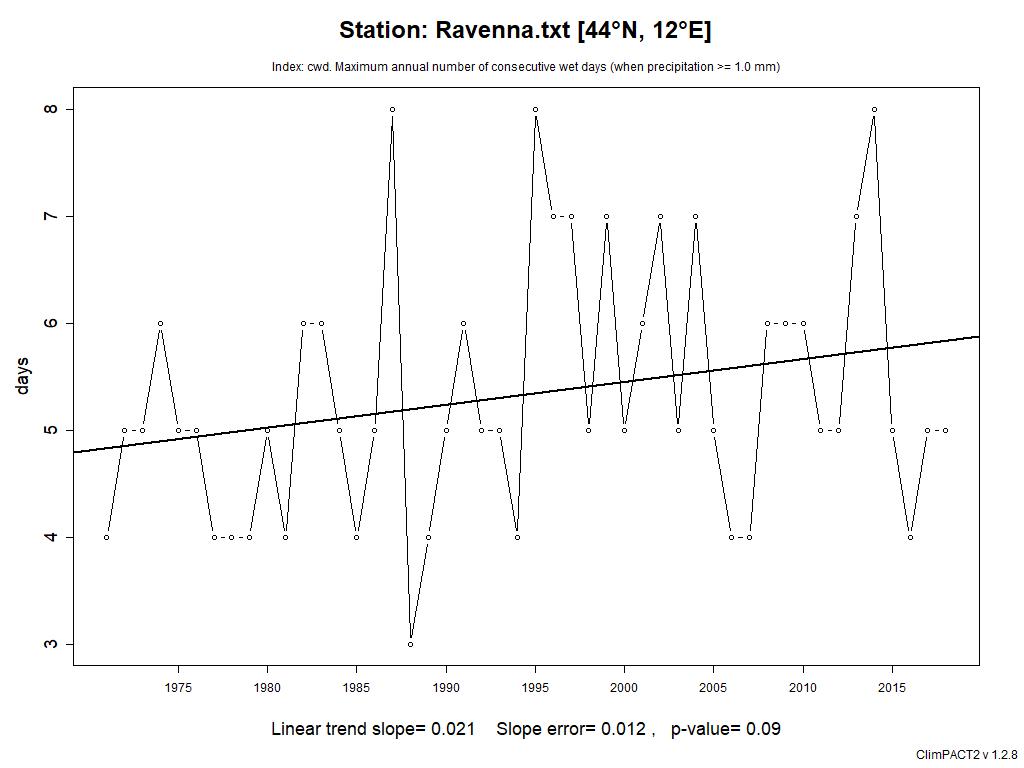 Station: Ravenna.txt [44°N, 12°E]
Index: cwd. Maximum annual number of consecutive wet days (when precipitation >= 1.0 mm)
8
7
6
5
4
3
days
1975 1980 1985 1990 1995 2000 2005 2010 2015
Linear trend slope= 0.021 Slope error= 0.012 , p-value= 0.09
ClimPACT2 v 1.2.8